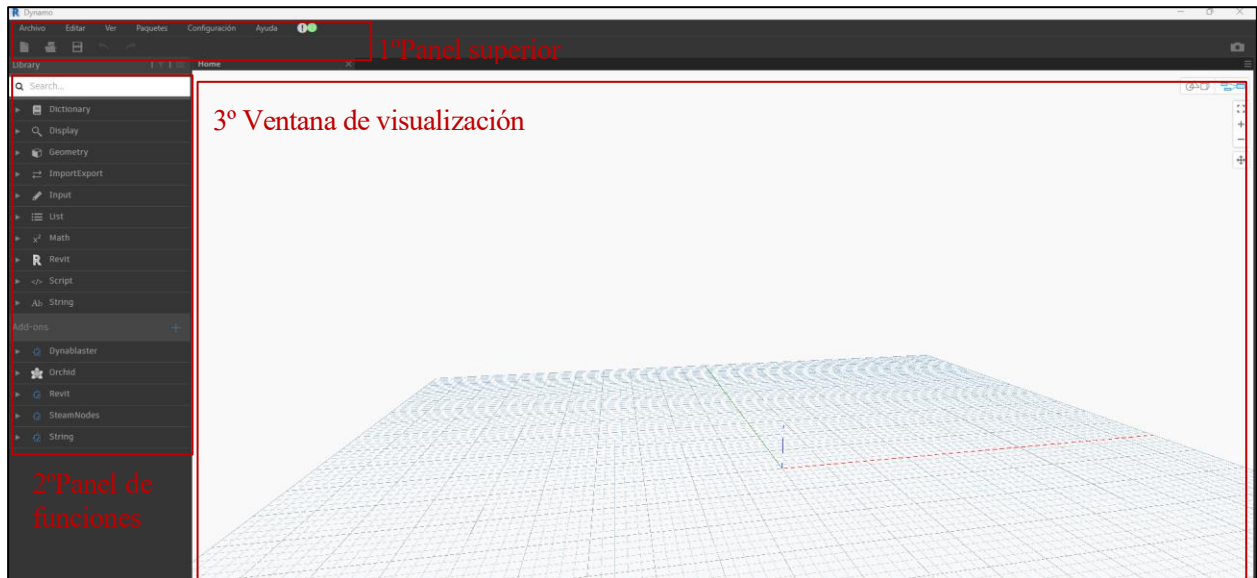 Dynamo
Archivo Editar Ver Paquetes Configuración Ayuda
1ºPanel superior
Library
Home
Search...
3º Ventana de visualización
Dictionary
Display
Geometry
ImportExport
Input
List
Math
Revit
Script
String
Add-ons
Dynablaster
Orchid
Revit
SteamNodes
String
2ºPanel de
funciones